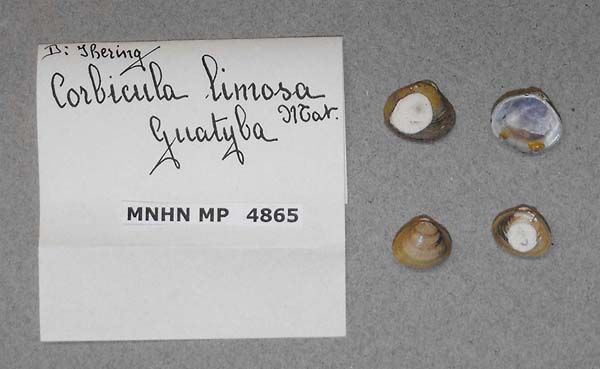 D: Ihering
Corbicula limosa
Mat.
Guatyba
MNHN MP 4865